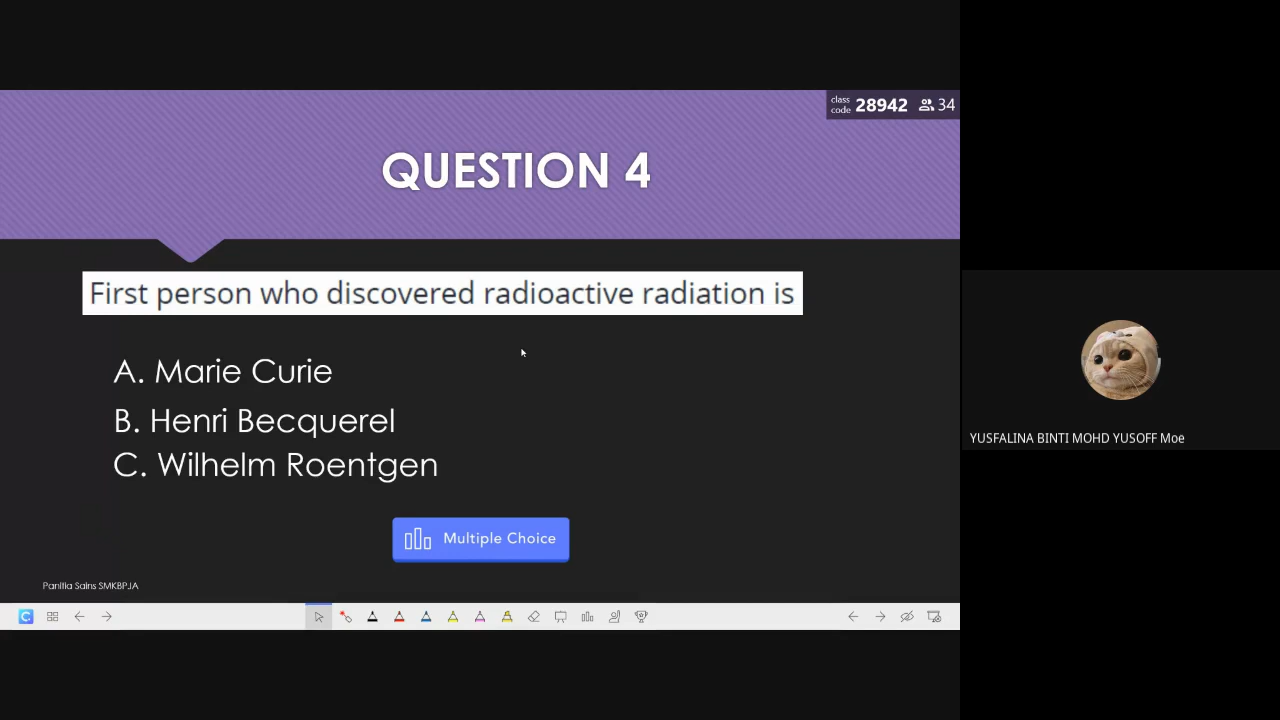 class code 28942 34
QUESTION 4
First person who discovered radioactive radiation is
A. Marie Curie
B. Henri Becquerel
C. Wilhelm Roentgen
Multiple Choice
YUSFALINA BINTI MOHD YUSOFF Moe
Panitia Sains SMKBPJA
C